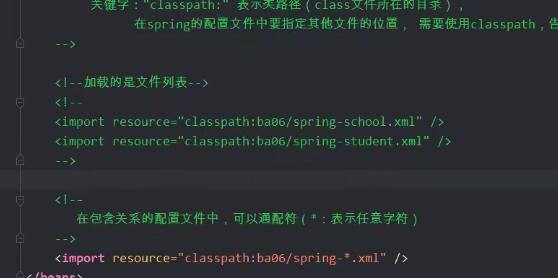 关键字："classpath:" 表示类路径（class文件所在的目录），
在spring的配置文件中要指定其他文件的位置， 需要使用classpath，告
-->
<!--加载的是文件列表-->
<!--
<import resource="classpath:ba06/spring-school.xml" />
<import resource="classpath:ba06/spring-student.xml" />
-->
<!--
在包含关系的配置文件中，可以通配符（*：表示任意字符）
-->
<import resource="classpath:ba06/spring-*.xml" />
</beans>